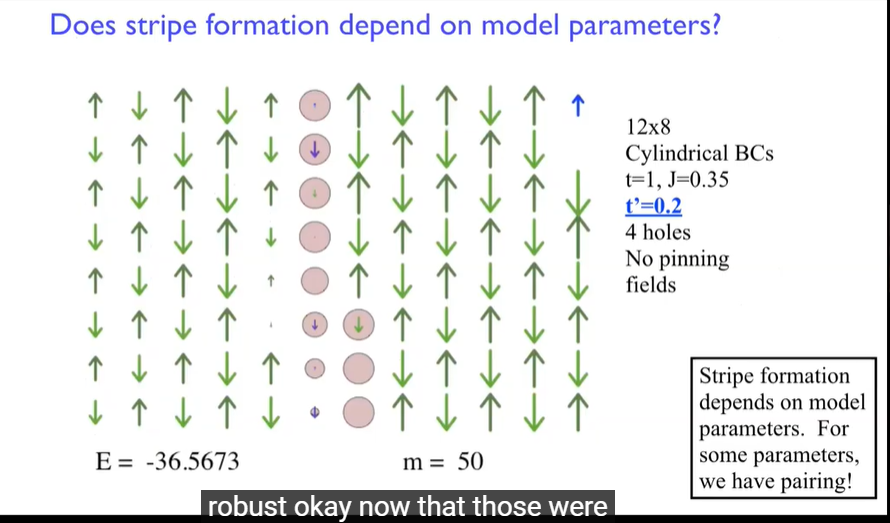 Does stripe formation depend on model parameters?
12x8
Cylindrical BCs
t=1, J=0.35
t'=0.2
4 holes
No pinning
fields
Stripe formation
depends on model
parameters. For
some parameters,
we have pairing!
E = -36.5673
m = 50
robust okay now that those were